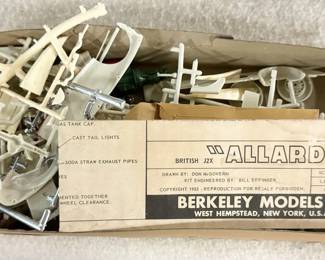 GAS TANK CAP.
CAST TAIL LIGHTS
SODA STRAW EXHAUST PIPES
MENTED TOGETHER
WHEEL CLEARANCE.
BRITISH J2X "ALLARD
DRAWN BY: DON McGOVERN
KIT ENGINEERED BY: BILL EFFINGER
COPYRIGHT 1953 - REPRODUCTION FOR RESALE FORBIDDEN.
BERKELEY MODELS
WEST HEMPSTEAD, NEW YORK, U.S.A